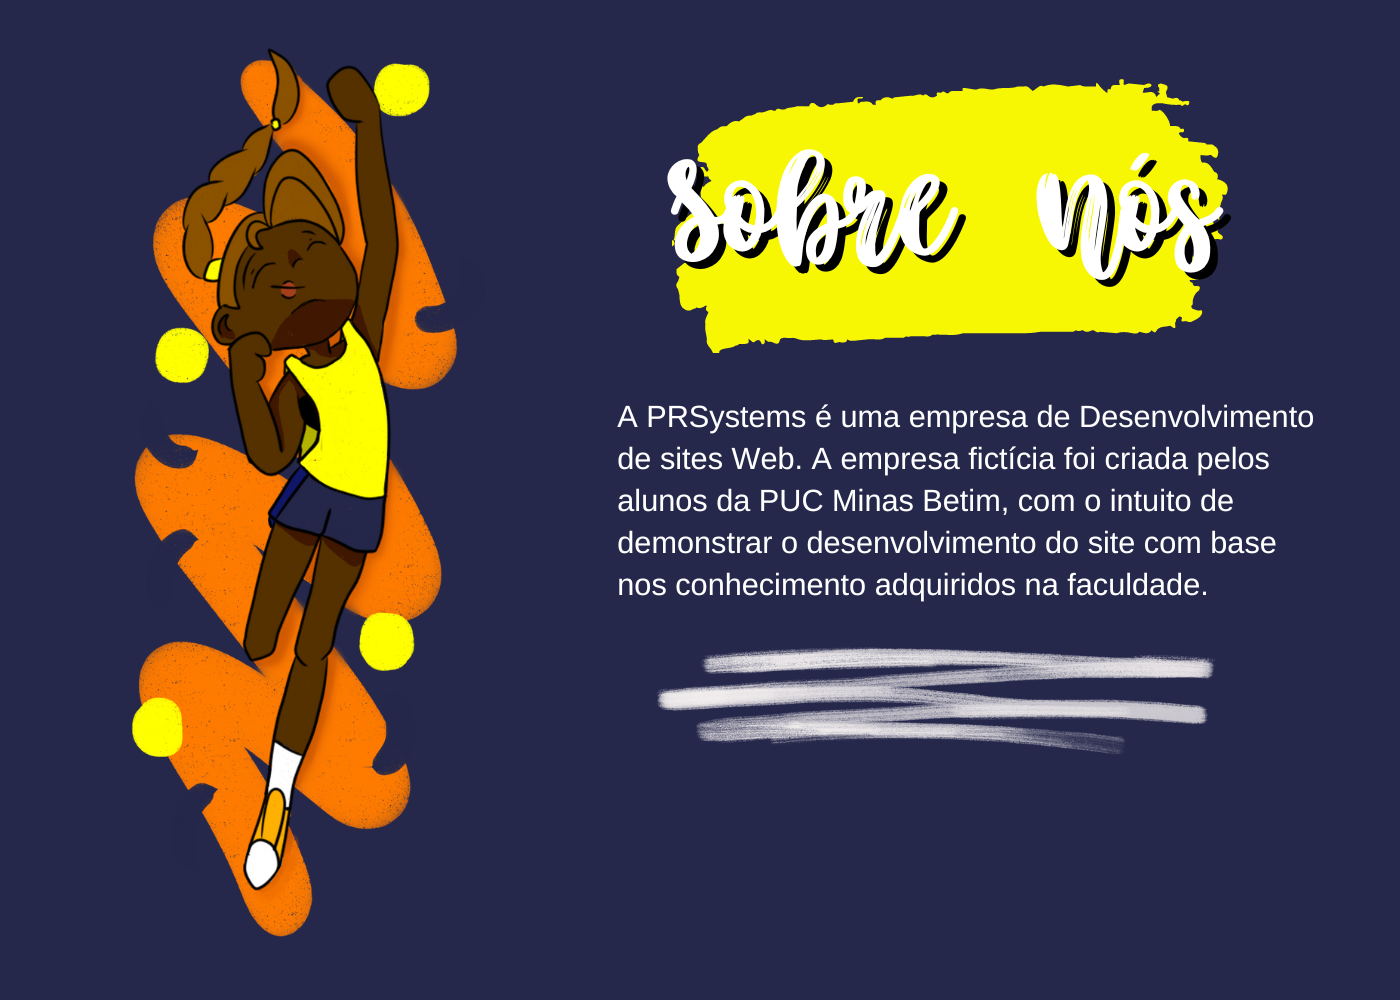 sobre nós
A PRSystems é uma empresa de Desenvolvimento
de sites Web. A empresa fictícia foi criada pelos
alunos da PUC Minas Betim, com o intuito de
demonstrar o desenvolvimento do site com base
nos conhecimento adquiridos na faculdade.